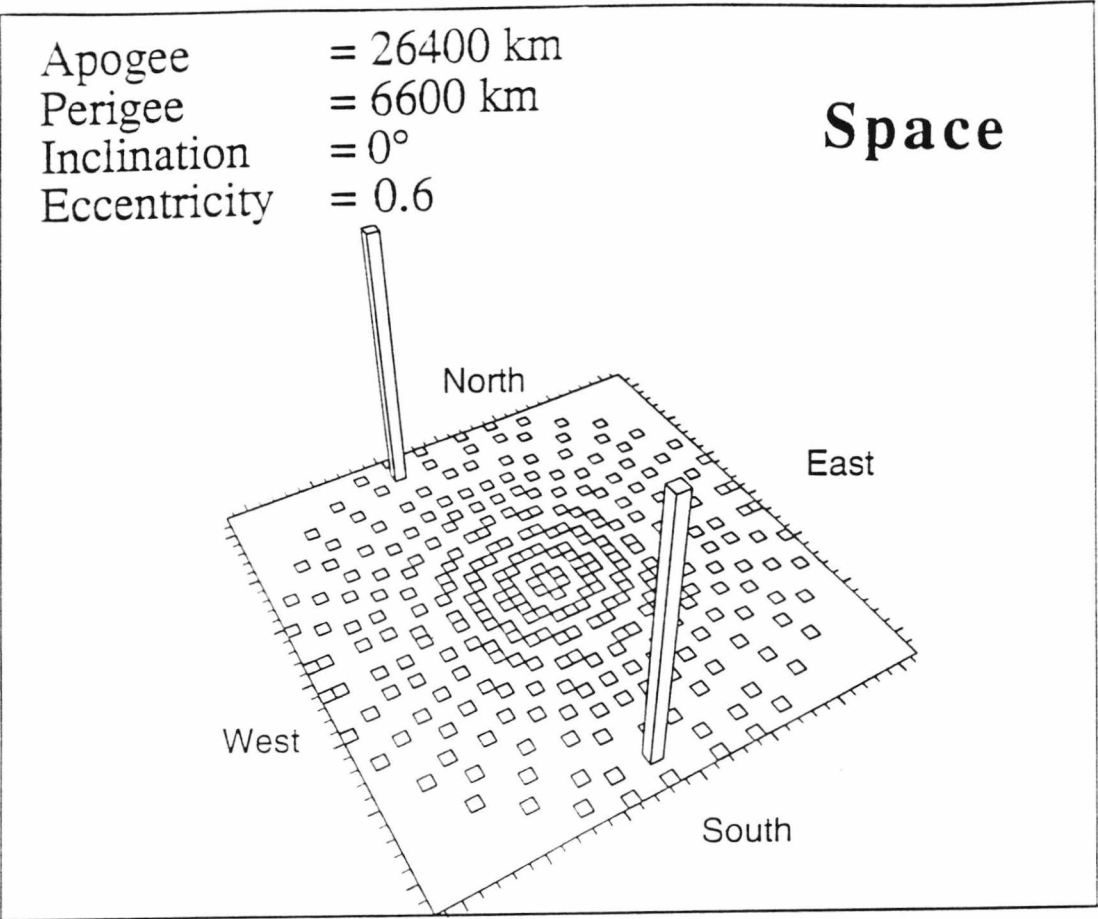 Apogee = 26400 km
Perigee = 6600 km
Inclination = 0°
Eccentricity = 0.6
Space
North
East
West
South